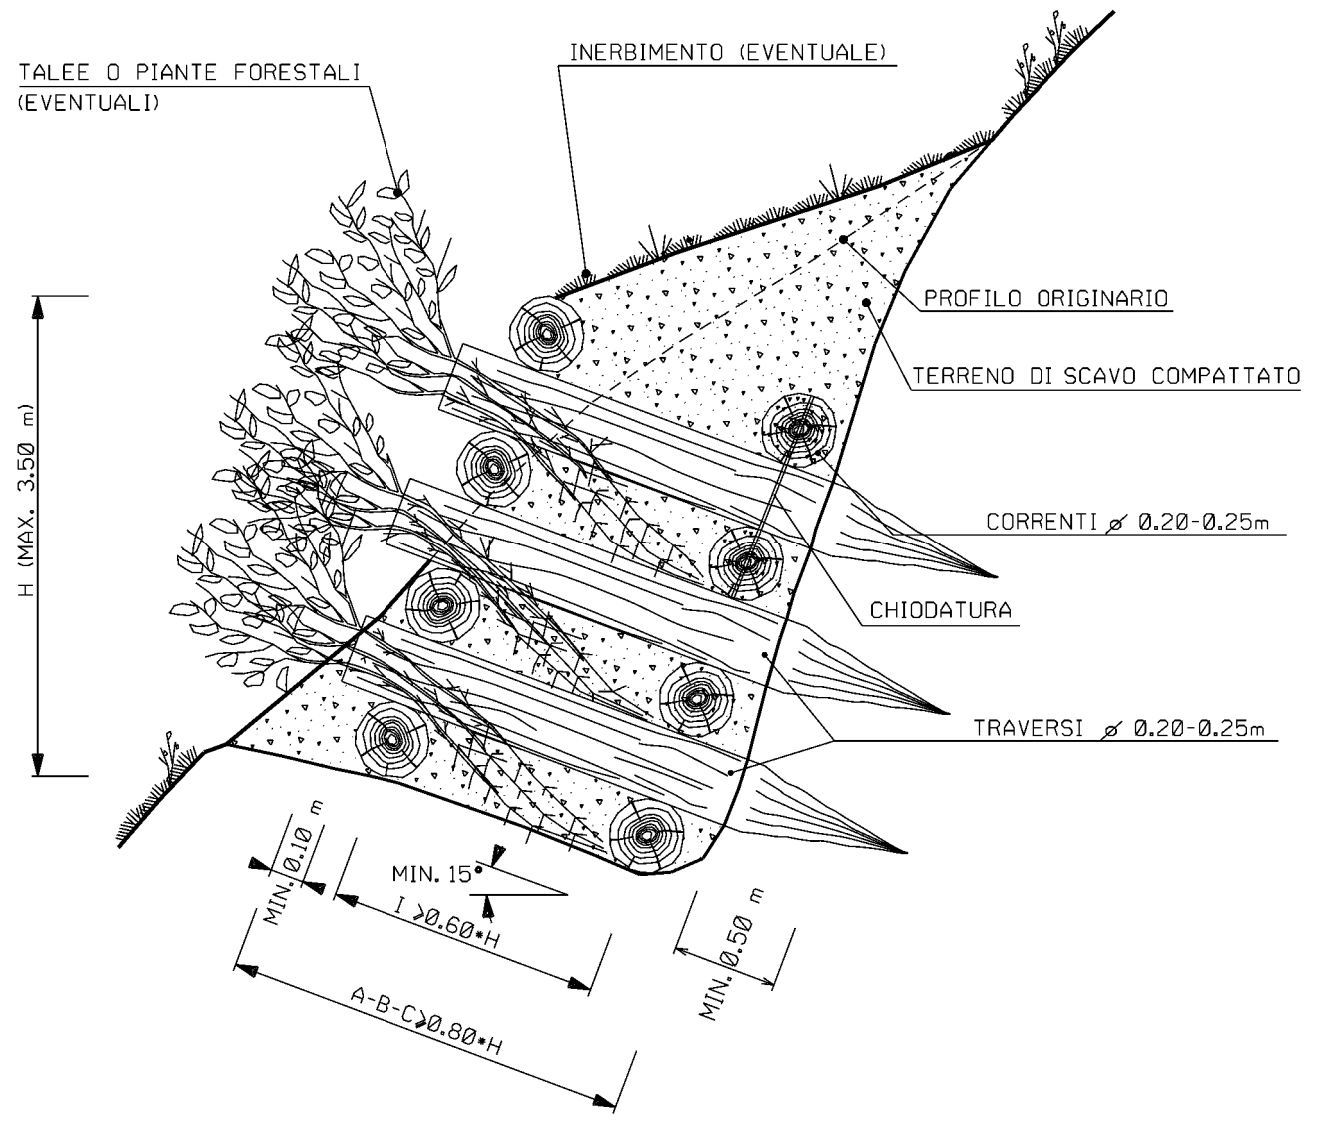 INERBIMENTO (EVENTUALE)
TALEE O PIANTE FORESTALI
(EVENTUALI)
PROFILO ORIGINARIO
TERRENO DI SCAVO COMPATTATO
H (MAX. 3.50 m)
CORRENTI ⌀ 0.20-0.25m
CHIODATURA
TRAVERSI ⌀ 0.20-0.25m
MIN. 0.10 m
MIN. 15°
I ≥0.60*H
MIN. 0.50 m
A-B-C≥0.80*H